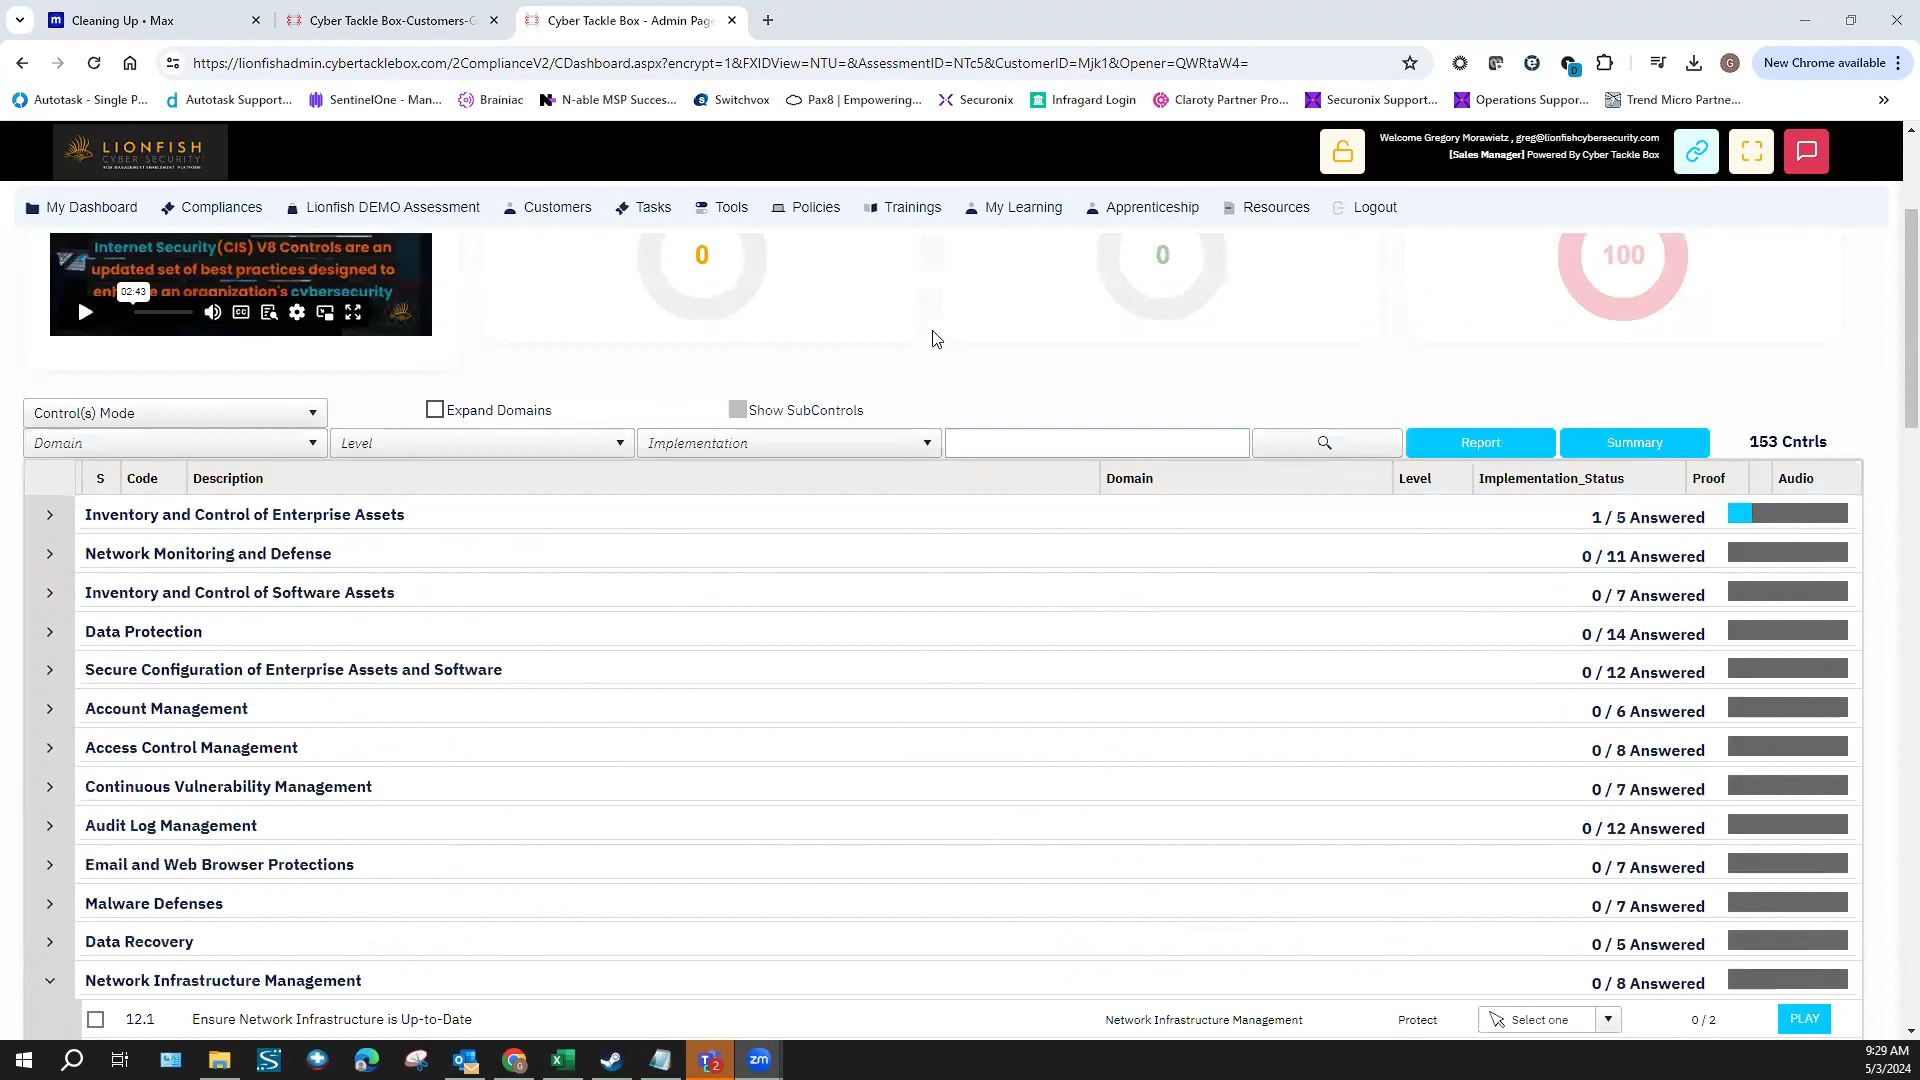 Cleaning Up • Max
Cyber Tackle Box-Customers-G
Cyber Tackle Box - Admin Page
https://lionfishadmin.cybertacklebox.com/2ComplianceV2/CDashboard.aspx?encrypt=1&FXIDView=NTU=&AssessmentID=NTc5&CustomerID=Mjk1&Opener=QWRtaW4=
G
New Chrome available
Autotask - Single P...
Autotask Support...
SentinelOne - Man...
Brainiac
N-able MSP Succes...
Switchvox
Pax8 | Empowering...
Securonix
Infragard Login
Claroty Partner Pro...
Securonix Support...
Operations Suppor...
Trend Micro Partne...
LIONFISH
CYBER SECURITY
RISK MANAGEMENT ENABLEMENT PLATFORM
Welcome Gregory Morawietz , greg@lionfishcybersecurity.com
[Sales Manager] Powered By Cyber Tackle Box
My Dashboard
Compliances
Lionfish DEMO Assessment
Customers
Tasks
Tools
Policies
Trainings
My Learning
Apprenticeship
Resources
Logout
Internet Security(CIS) V8 Controls are an
updated set of best practices designed to
an organization's cybersecurity
02:43
CC
0
0
100
Control(s) Mode
Expand Domains
Show SubControls
Domain
Level
Implementation
Report
Summary
153 Cntrls
S Code Description Domain Level Implementation_Status Proof Audio
Inventory and Control of Enterprise Assets 1 / 5 Answered
Network Monitoring and Defense 0 / 11 Answered
Inventory and Control of Software Assets 0 / 7 Answered
Data Protection 0 / 14 Answered
Secure Configuration of Enterprise Assets and Software 0 / 12 Answered
Account Management 0 / 6 Answered
Access Control Management 0 / 8 Answered
Continuous Vulnerability Management 0 / 7 Answered
Audit Log Management 0 / 12 Answered
Email and Web Browser Protections 0 / 7 Answered
Malware Defenses 0 / 7 Answered
Data Recovery 0 / 5 Answered
Network Infrastructure Management 0 / 8 Answered
12.1 Ensure Network Infrastructure is Up-to-Date Network Infrastructure Management Protect Select one 0 / 2 PLAY
9:29 AM
5/3/2024